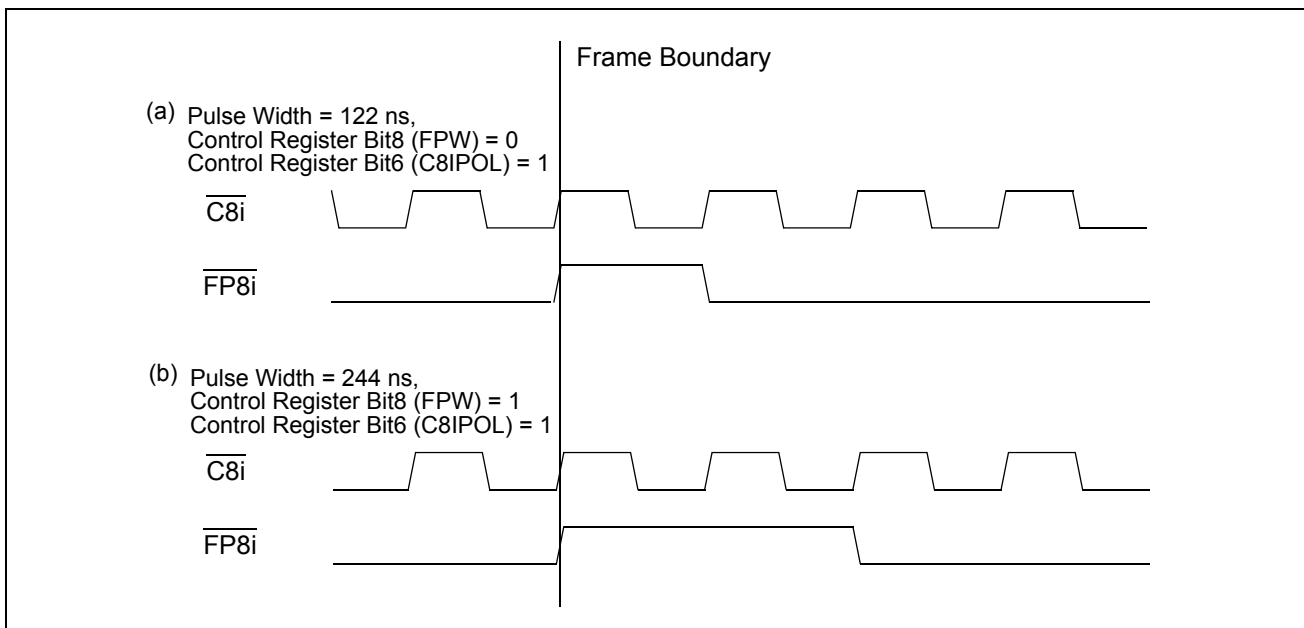 Frame Boundary
(a) Pulse Width = 122 ns,
Control Register Bit8 (FPW) = 0
Control Register Bit6 (C8IPOL) = 1
C8i
FP8i
(b) Pulse Width = 244 ns,
Control Register Bit8 (FPW) = 1
Control Register Bit6 (C8IPOL) = 1
C8i
FP8i